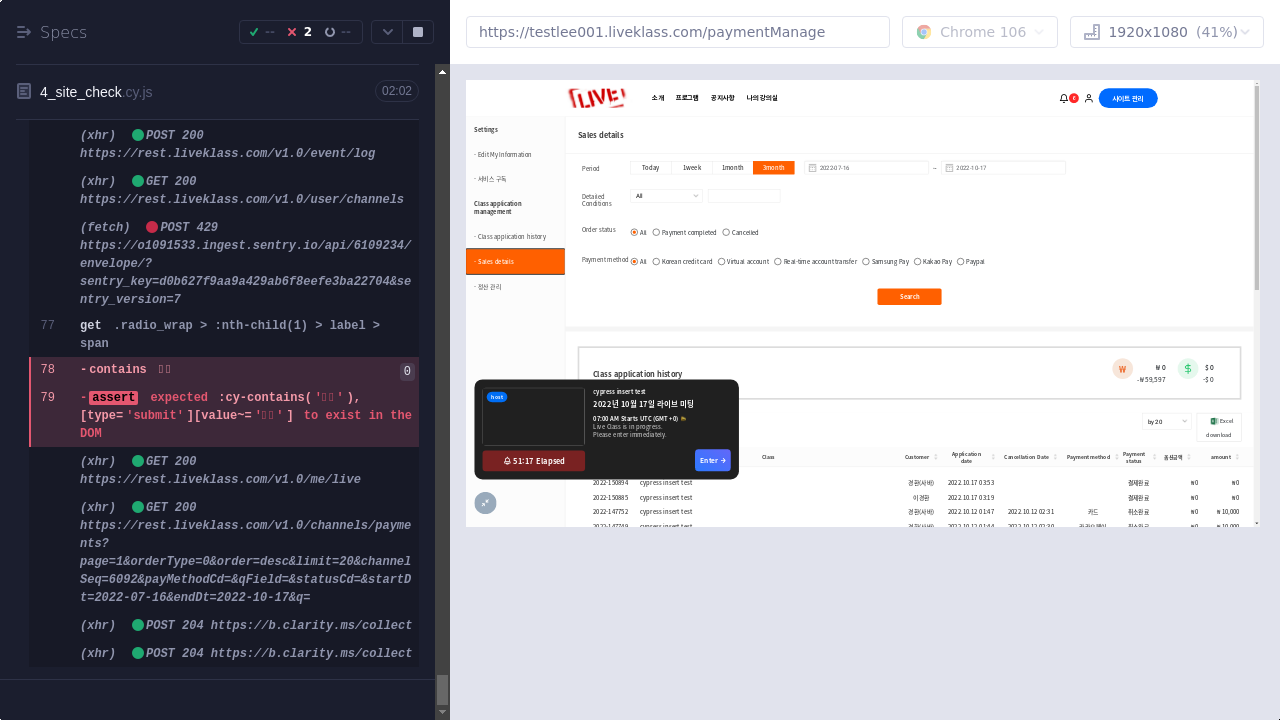 Specs
-- 2 --
4_site_check.cy.js
02:02
(xhr) POST 200
https://rest.liveklass.com/v1.0/event/log
(xhr) GET 200
https://rest.liveklass.com/v1.0/user/channels
(fetch) POST 429
https://o1091533.ingest.sentry.io/api/6109234/
envelope/?
sentry_key=d0b627f9aa9a429ab6f8eefe3ba22704&se
ntry_version=7
77 get .radio_wrap > :nth-child(1) > label >
span
78 -contains ▯▯ 0
79 -assert expected :cy-contains('▯▯'),
[type='submit'][value~='▯▯'] to exist in the
DOM
(xhr) GET 200
https://rest.liveklass.com/v1.0/me/live
(xhr) GET 200
https://rest.liveklass.com/v1.0/channels/payme
nts?
page=1&orderType=0&order=desc&limit=20&channel
Seq=6092&payMethodCd=&qField=&statusCd=&startD
t=2022-07-16&endDt=2022-10-17&q=
(xhr) POST 204 https://b.clarity.ms/collect
(xhr) POST 204 https://b.clarity.ms/collect
https://testlee001.liveklass.com/paymentManage
Chrome 106
1920x1080 (41%)
LIVE!
소개 프로그램 공지사항 나의 강의실
6
사이트 관리
Settings
- Edit My Information
- 서비스 구독
Class application
management
- Class application history
- Sales details
- 정산 관리
Sales details
Period Today 1week 1month 3month 2022-07-16 ~ 2022-10-17
Detailed
Conditions
All
Order status All Payment completed Cancelled
Payment method All Korean credit card Virtual account Real-time account transfer Samsung Pay Kakao Pay Paypal
Search
Class application history
₩ ₩ 0
-₩ 59,597
$ $ 0
-$ 0
by 20
Excel
download
Class Customer Application
date Cancellation Date Payment method Payment
status 총 원금액 amount
2022-150894 cypress insert test 경환(사바) 2022.10.17 03:53 결제완료 ₩0 ₩0
2022-150885 cypress insert test 이경환 2022.10.17 03:19 결제완료 ₩0 ₩0
2022-147752 cypress insert test 경환(사바) 2022.10.12 01:47 2022.10.12 02:31 카드 취소완료 ₩0 ₩ 10,000
host
cypress insert test
2022년 10월 17일 라이브 미팅
07:00 AM Starts UTC (GMT +0)
Live Class is in progress.
Please enter immediately.
51:17 Elapsed
Enter →